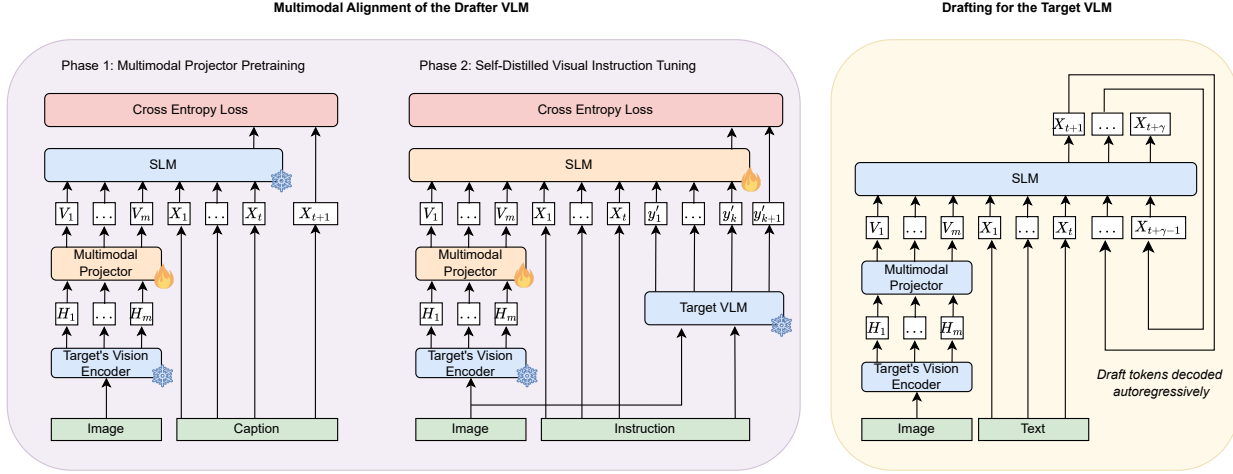 Multimodal Alignment of the Drafter VLM
Phase 1: Multimodal Projector Pretraining
Cross Entropy Loss
SLM
V_1 ... V_m X_1 ... X_t X_{t+1}
Multimodal
Projector
H_1 ... H_m
Target's Vision
Encoder
Image Caption
Phase 2: Self-Distilled Visual Instruction Tuning
Cross Entropy Loss
SLM
V_1 ... V_m X_1 ... X_t y'_1 ... y'_k y'_{k+1}
Multimodal
Projector
Target VLM
H_1 ... H_m
Target's Vision
Encoder
Image Instruction
Drafting for the Target VLM
X_{t+1} ... X_{t+γ}
SLM
V_1 ... V_m X_1 ... X_t ... X_{t+γ-1}
Multimodal
Projector
H_1 ... H_m
Target's Vision
Encoder
Draft tokens decoded
autoregressively
Image Text